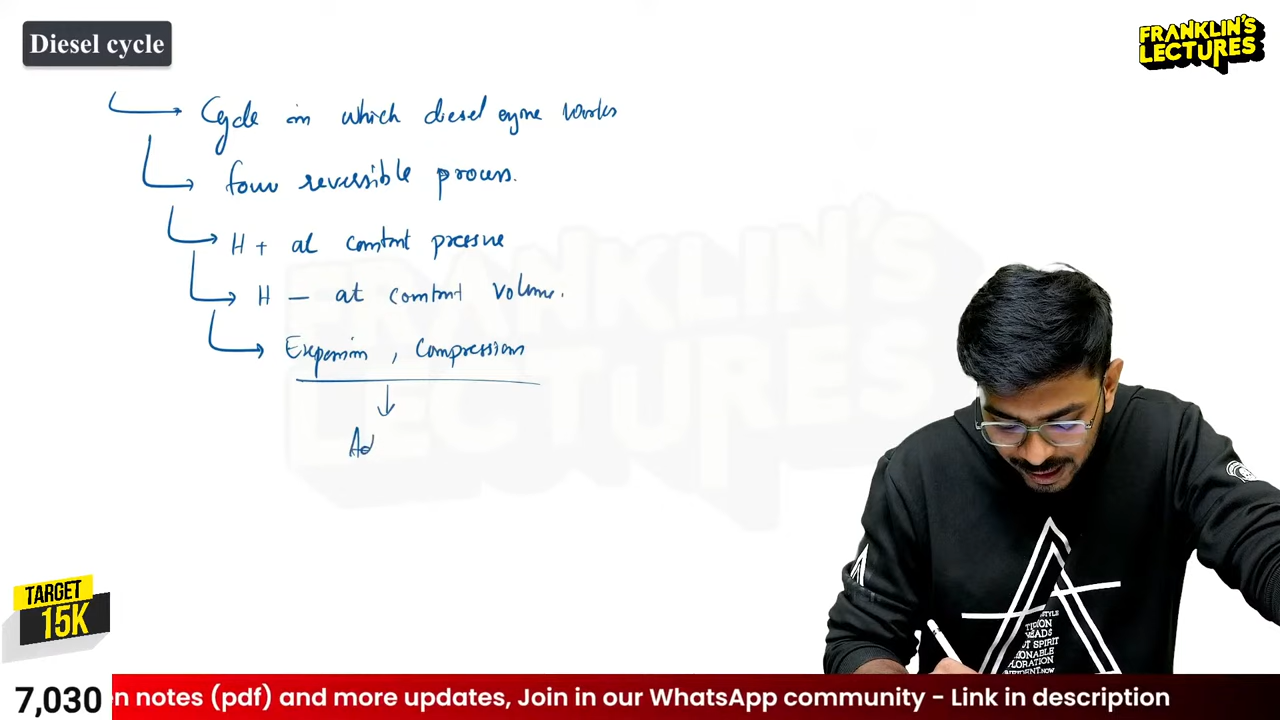 Diesel cycle
FRANKLIN'S
LECTURES
Cycle in which diesel engine works
four reversible process.
H + at constant pressure
H — at constant volume.
Expansion , Compression
Ad
FRANKLIN'S
LECTURES
TARGET
15K
7,030
n notes (pdf) and more updates, Join in our WhatsApp community - Link in description